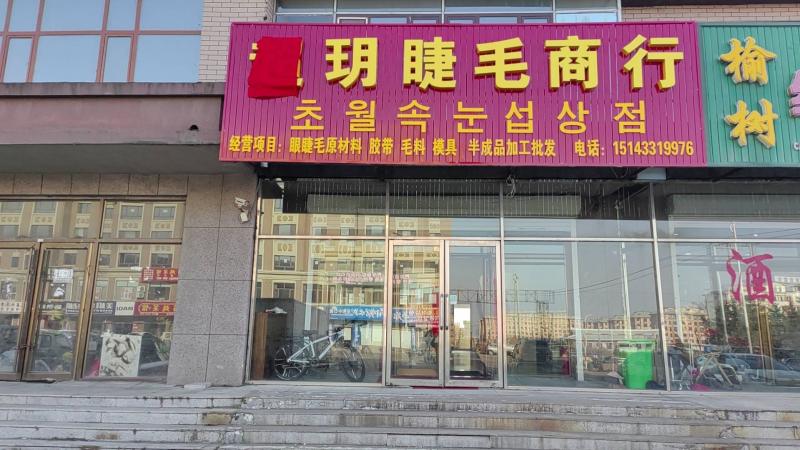 玥睫毛商行
초월속눈섭상점
经营项目：眼睫毛原材料 胶带 毛料 模具 半成品加工批发 电话：15143319976
榆
树
酒